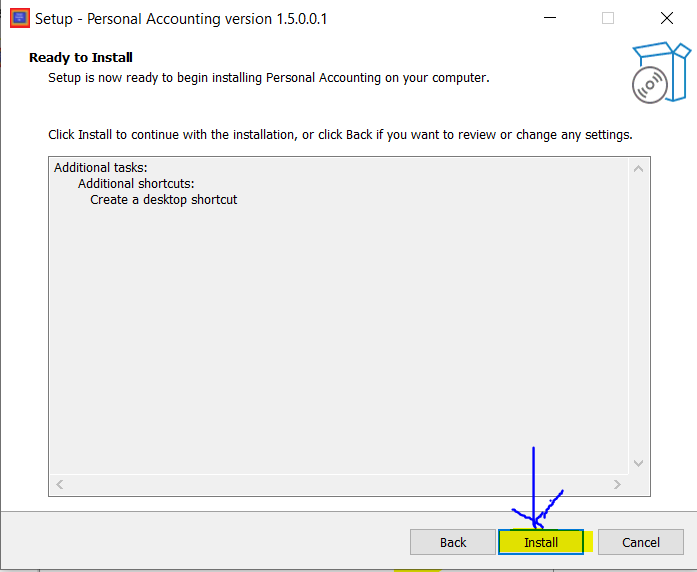 Setup - Personal Accounting version 1.5.0.0.1
Ready to Install
Setup is now ready to begin installing Personal Accounting on your computer.
Click Install to continue with the installation, or click Back if you want to review or change any settings.
Additional tasks:
Additional shortcuts:
Create a desktop shortcut
Back
Install
Cancel